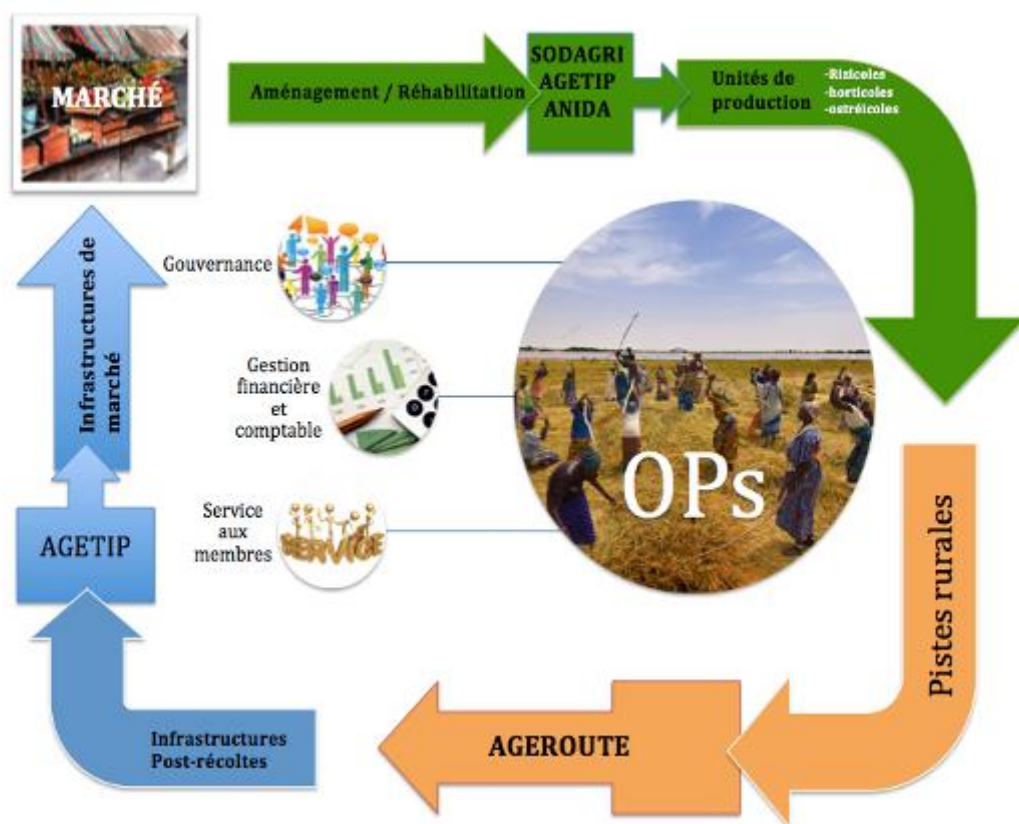 MARCHÉ
Aménagement / Réhabilitation
SODAGRI
AGETIP
ANIDA
Unités de
production
-Rizicoles
-horticoles
-ostréicoles
Gouvernance
Gestion
financière
et
comptable
Service
aux
membres
SERVICE
OPs
Pistes rurales
AGEROUTE
Infrastructures
Post-récoltes
AGETIP
Infrastructures de
marché